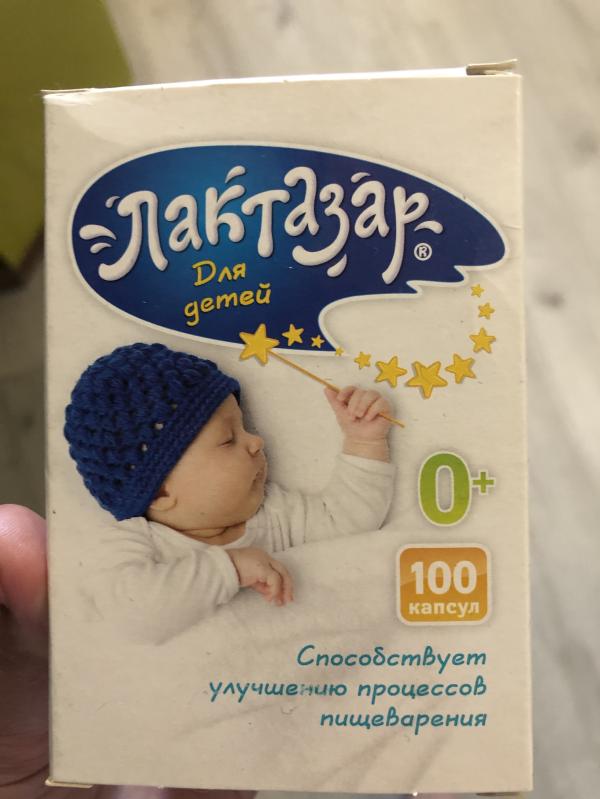 Лактазар®
Для
детей
0+
100
капсул
Способствует
улучшению процессов
пищеварения